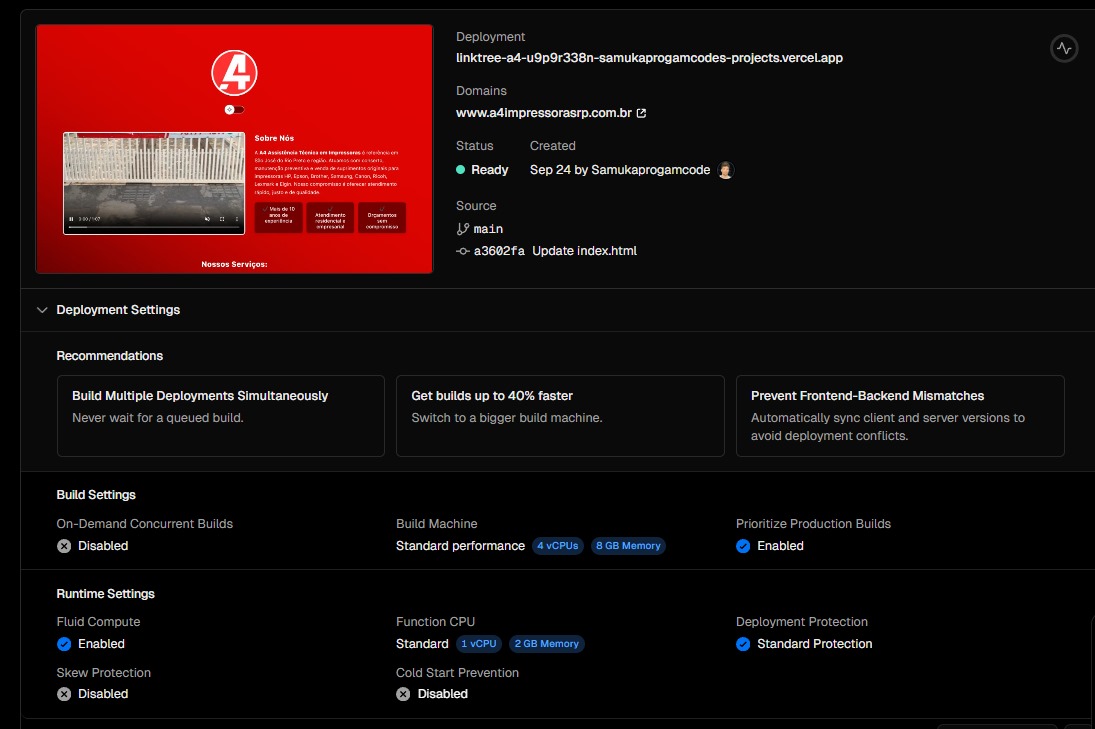 A4
Sobre Nós
A A4 Assistência Técnica em Impressoras é referência em
São José do Rio Preto e região. Atuamos com conserto,
manutenção preventiva e venda de suprimentos originais para
impressoras HP, Epson, Brother, Samsung, Canon, Ricoh,
Lexmark e Elgin. Nosso compromisso é oferecer atendimento
rápido, justo e de qualidade.
0:00 / 1:07
✓ Mais de 10
anos de
experiência
✓
Atendimento
residencial e
empresarial
✓
Orçamentos
sem
compromisso
Nossos Serviços:
Deployment
linktree-a4-u9p9r338n-samukaprogamcodes-projects.vercel.app
Domains
www.a4impressorasrp.com.br
Status Created
Ready Sep 24 by Samukaprogamcode
Source
main
a3602fa Update index.html
Deployment Settings
Recommendations
Build Multiple Deployments Simultaneously
Never wait for a queued build.
Get builds up to 40% faster
Switch to a bigger build machine.
Prevent Frontend-Backend Mismatches
Automatically sync client and server versions to
avoid deployment conflicts.
Build Settings
On-Demand Concurrent Builds
Disabled
Build Machine
Standard performance 4 vCPUs 8 GB Memory
Prioritize Production Builds
Enabled
Runtime Settings
Fluid Compute
Enabled
Function CPU
Standard 1 vCPU 2 GB Memory
Deployment Protection
Standard Protection
Skew Protection
Disabled
Cold Start Prevention
Disabled